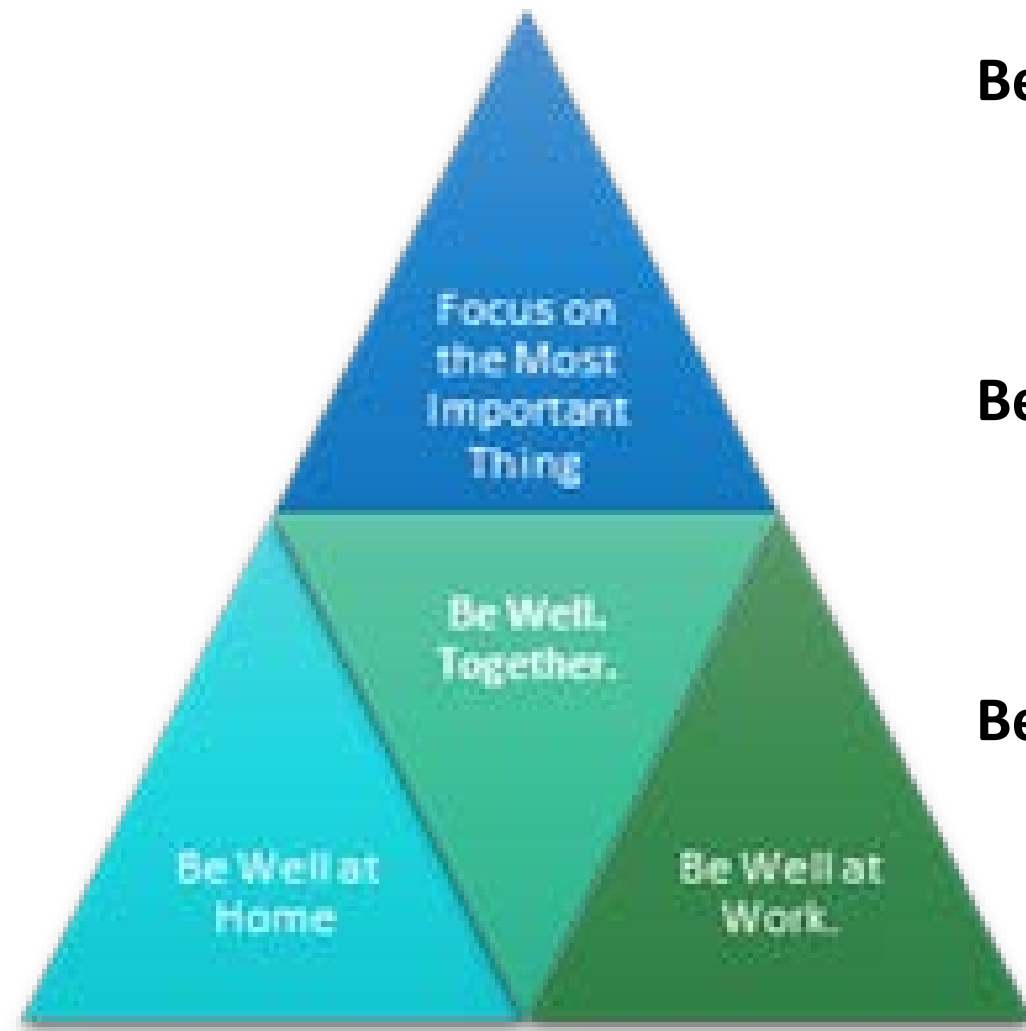 Be
Focus on
the Most
Important
Thing
Be
Be Well.
Together.
Be
Be Well at
Home
Be Well at
Work.